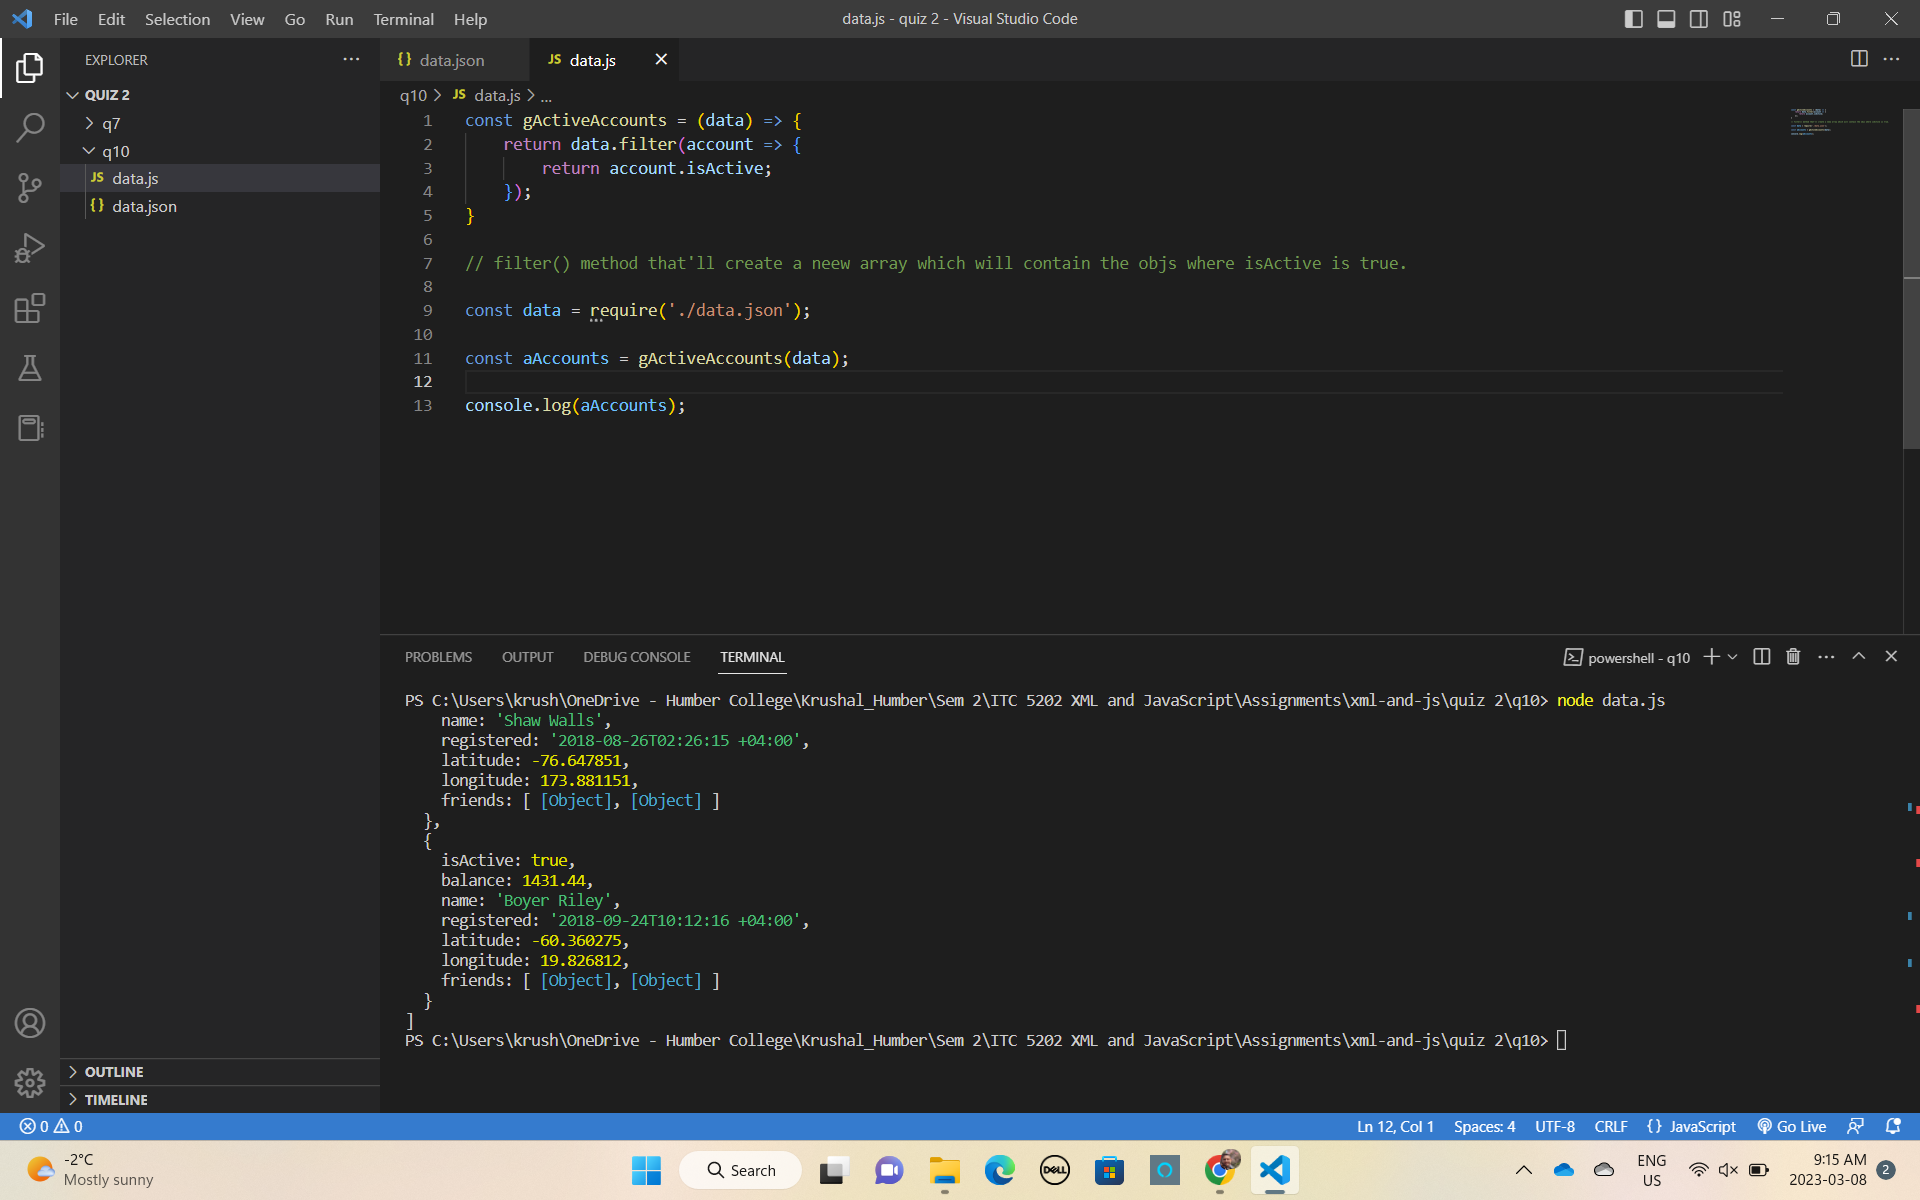 File Edit Selection View Go Run Terminal Help
data.js - quiz 2 - Visual Studio Code
EXPLORER
QUIZ 2
q7
q10
JS data.js
{} data.json
OUTLINE
TIMELINE
{} data.json
JS data.js
q10 > JS data.js > ...
1 const gActiveAccounts = (data) => {
2 return data.filter(account => {
3 return account.isActive;
4 });
5 }
6
7 // filter() method that'll create a neew array which will contain the objs where isActive is true.
8
9 const data = require('./data.json');
10
11 const aAccounts = gActiveAccounts(data);
12
13 console.log(aAccounts);
PROBLEMS OUTPUT DEBUG CONSOLE TERMINAL
powershell - q10
PS C:\Users\krush\OneDrive - Humber College\Krushal_Humber\Sem 2\ITC 5202 XML and JavaScript\Assignments\xml-and-js\quiz 2\q10> node data.js
name: 'Shaw Walls',
registered: '2018-08-26T02:26:15 +04:00',
latitude: -76.647851,
longitude: 173.881151,
friends: [ [Object], [Object] ]
},
{
isActive: true,
balance: 1431.44,
name: 'Boyer Riley',
registered: '2018-09-24T10:12:16 +04:00',
latitude: -60.360275,
longitude: 19.826812,
friends: [ [Object], [Object] ]
}
]
PS C:\Users\krush\OneDrive - Humber College\Krushal_Humber\Sem 2\ITC 5202 XML and JavaScript\Assignments\xml-and-js\quiz 2\q10>
0 0
Ln 12, Col 1 Spaces: 4 UTF-8 CRLF {} JavaScript Go Live
-2°C
Mostly sunny
Search
DELL
ENG
US
9:15 AM
2023-03-08
2